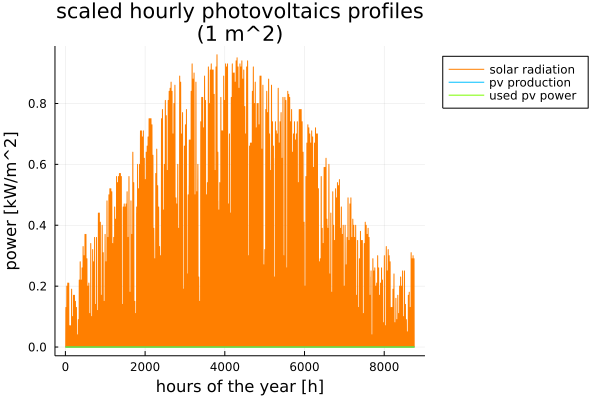 scaled hourly photovoltaics profiles
(1 m^2)
solar radiation
pv production
used pv power
power [kW/m^2]
0.8
0.6
0.4
0.2
0.0
0
2000
4000
6000
8000
hours of the year [h]